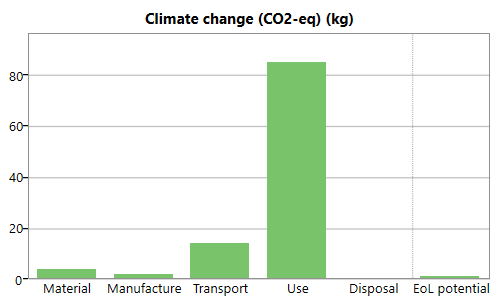 Climate change (CO2-eq) (kg)
80
60
40
20
0
Material Manufacture Transport Use Disposal EoL potential